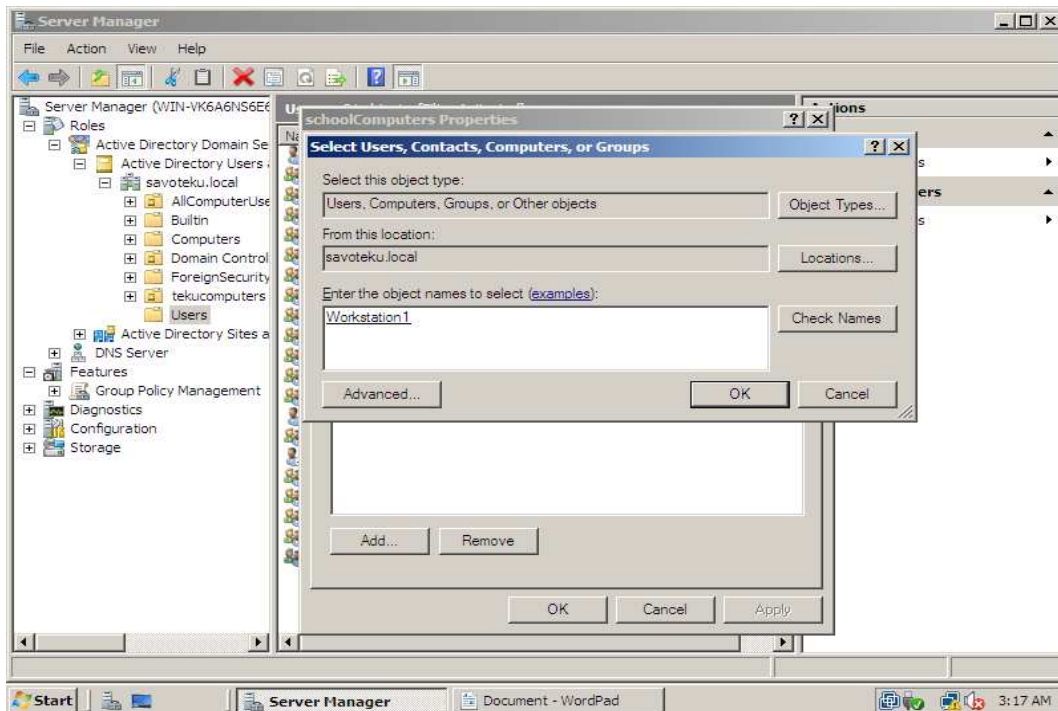 Server Manager
File Action View Help
Server Manager (WIN-VK6A6NS6E6
Roles
Active Directory Domain Se
Active Directory Users
savoteku.local
AllComputerUse
Builtin
Computers
Domain Control
ForeignSecurity
tekucomputers
Users
Active Directory Sites a
DNS Server
Features
Group Policy Management
Diagnostics
Configuration
Storage
schoolComputers Properties
Select Users, Contacts, Computers, or Groups
Select this object type:
Users, Computers, Groups, or Other objects
Object Types...
From this location:
savoteku.local
Locations...
Enter the object names to select (examples):
Workstation1
Check Names
Advanced...
OK
Cancel
Add...
Remove
OK
Cancel
Apply
ions
s
ers
s
Start
Server Manager
Document - WordPad
3:17 AM